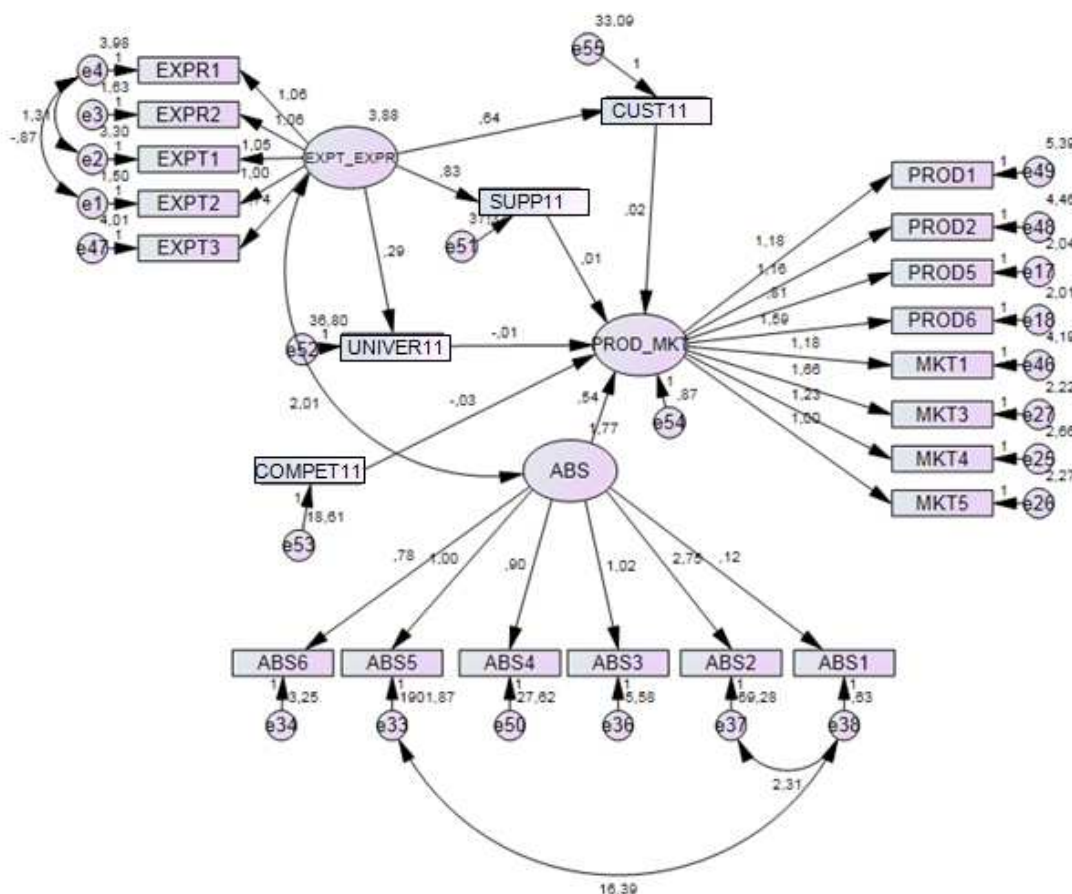 33,09
e55
1
3,98
e4
1
EXPR1
1,63
e3
1
EXPR2
1,31
-,87
3,30
e2
1
EXPT1
1,50
e1
1
EXPT2
4,01
e47
1
EXPT3
1,06
1,06
1,05
1,00
3,88
EXPT_EXPR
,64
CUST11
,83
SUPP11
e51
,29
,02
,01
36,80
e52
1
UNIVER11
-,01
PROD_MKT
2,01
-,03
,54
1
,87
e54
1,77
COMPET11
1
18,61
e53
ABS
1,18
1,16
,81
1,59
1,18
1,66
1,23
1,00
PROD1
1
5,39
e49
PROD2
1
4,46
e48
PROD5
1
2,04
e17
PROD6
1
2,01
e18
MKT1
1
4,19
e46
MKT3
1
2,22
e27
MKT4
1
2,66
e25
MKT5
1
2,27
e26
,78
1,00
,90
1,02
2,75
,12
ABS6
ABS5
ABS4
ABS3
ABS2
ABS1
1
3,25
1
1901,87
1
27,62
1
5,58
1
69,28
1
,63
e34
e33
e50
e36
e37
e38
2,31
16,39